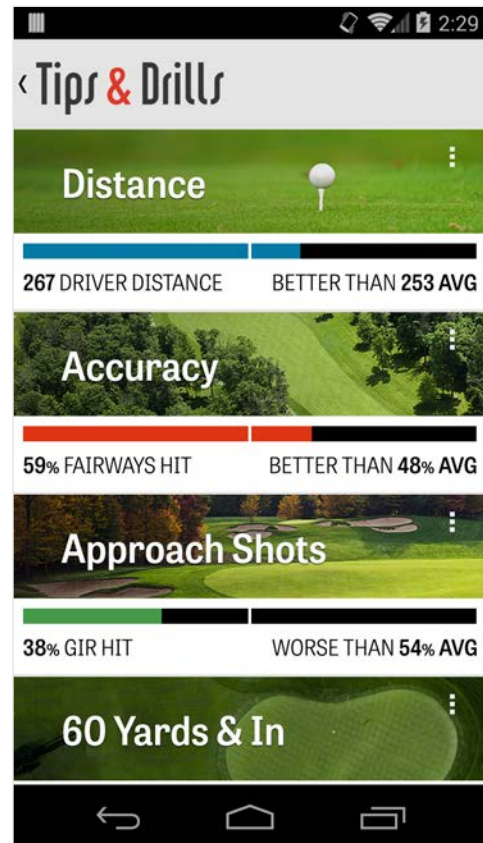 2:29
Tips & Drills
Distance
267 DRIVER DISTANCE BETTER THAN 253 AVG
Accuracy
59% FAIRWAYS HIT BETTER THAN 48% AVG
Approach Shots
38% GIR HIT WORSE THAN 54% AVG
60 Yards & In